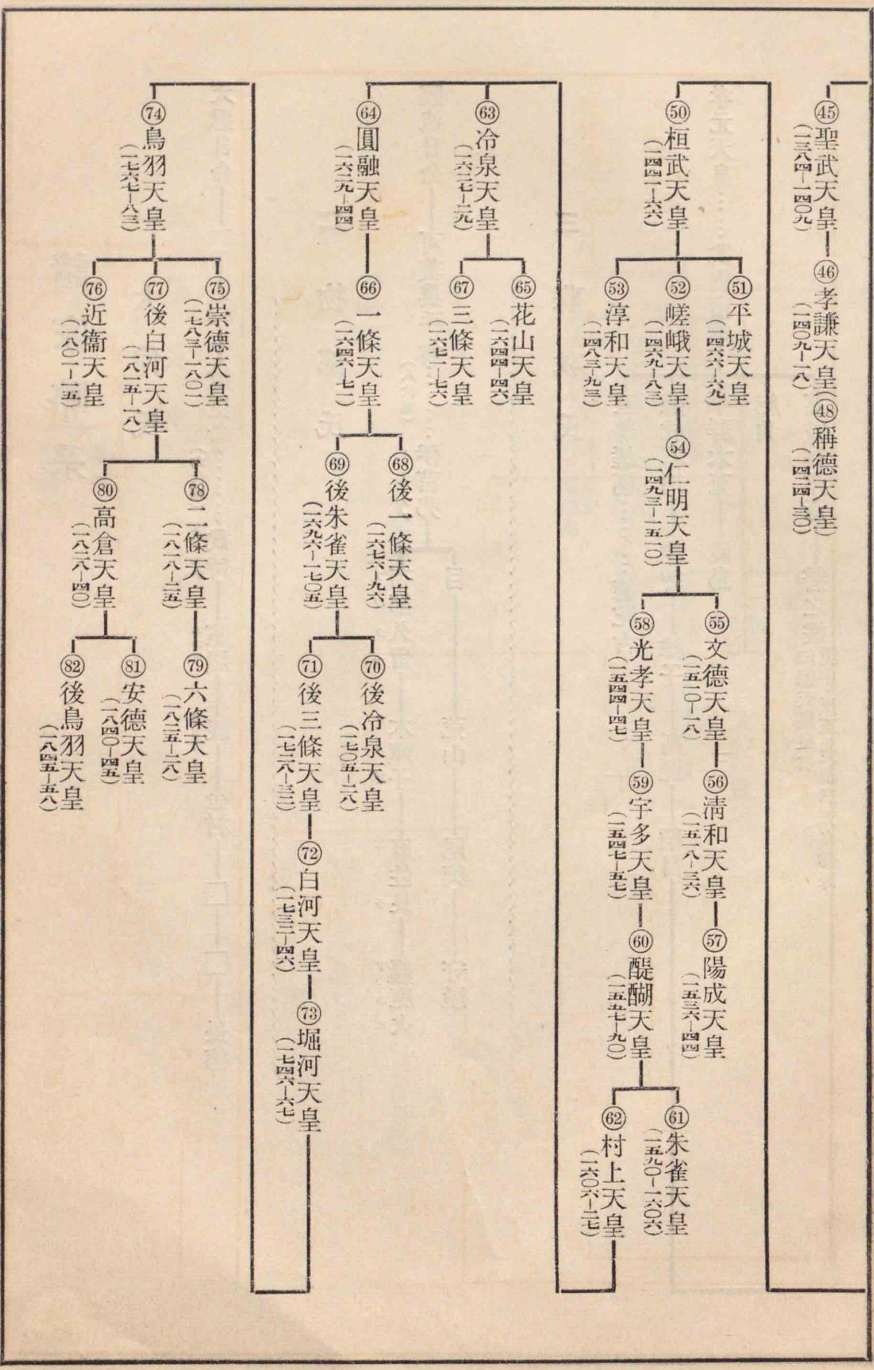 ㊺聖武天皇
(一三八四—一四〇九)
㊻孝謙天皇(㊽稱德天皇)
(一四〇九—一八)
(一四二四—三〇)
㊿桓武天皇
(一四四一—六六)
51平城天皇
(一四六六—六九)
52嵯峨天皇
(一四六九—八三)
53淳和天皇
(一四八三—九三)
54仁明天皇
(一四九三—一五一〇)
55文德天皇
(一五一〇—一八)
56淸和天皇
(一五一八—三六)
57陽成天皇
(一五三六—四四)
58光孝天皇
(一五四四—四七)
59宇多天皇
(一五四七—五七)
60醍醐天皇
(一五五七—九〇)
61朱雀天皇
(一五九〇—一六〇六)
62村上天皇
(一六〇六—二七)
63冷泉天皇
(一六二七—二九)
65花山天皇
(一六四四—四六)
67三條天皇
(一六七一—七六)
64圓融天皇
(一六二九—四四)
66一條天皇
(一六四六—七一)
68後一條天皇
(一六七六—九六)
69後朱雀天皇
(一六九六—一七〇五)
70後冷泉天皇
(一七〇五—二八)
71後三條天皇
(一七二八—三二)
72白河天皇
(一七三二—四六)
73堀河天皇
(一七四六—六七)
74鳥羽天皇
(一七六七—八三)
75崇德天皇
(一七八三—一八〇一)
77後白河天皇
(一八一五—一八)
76近衞天皇
(一八〇一—一五)
78二條天皇
(一八一八—二五)
79六條天皇
(一八二五—二八)
80高倉天皇
(一八二八—四〇)
81安德天皇
(一八四〇—四五)
82後鳥羽天皇
(一八四五—五八)